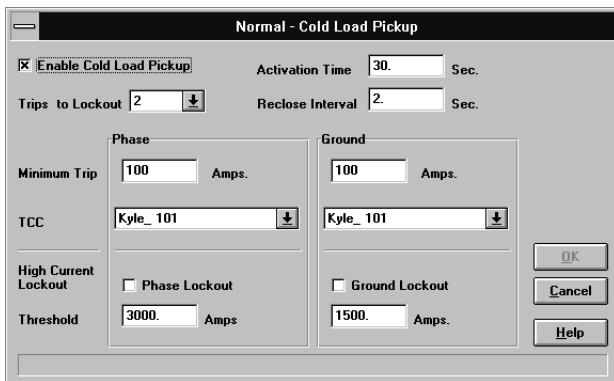 Normal - Cold Load Pickup
Enable Cold Load Pickup
Activation Time 30. Sec.
Trips to Lockout 2
Reclose Interval 2. Sec.
Phase
Ground
Minimum Trip 100 Amps. 100 Amps.
TCC Kyle_ 101 Kyle_ 101
High Current
Lockout
Phase Lockout
Ground Lockout
Threshold 3000. Amps 1500. Amps.
OK
Cancel
Help